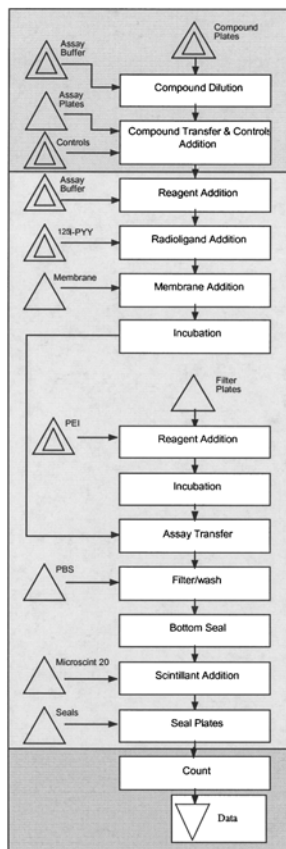 Compound
Plates
Assay
Buffer
Compound Dilution
Assay
Plates
Compound Transfer & Controls
Addition
Controls
Assay
Buffer
Reagent Addition
125I-PYY
Radioligand Addition
Membrane
Membrane Addition
Incubation
Filter
Plates
PEI
Reagent Addition
Incubation
Assay Transfer
PBS
Filter/wash
Bottom Seal
Microscint 20
Scintillant Addition
Seals
Seal Plates
Count
Data